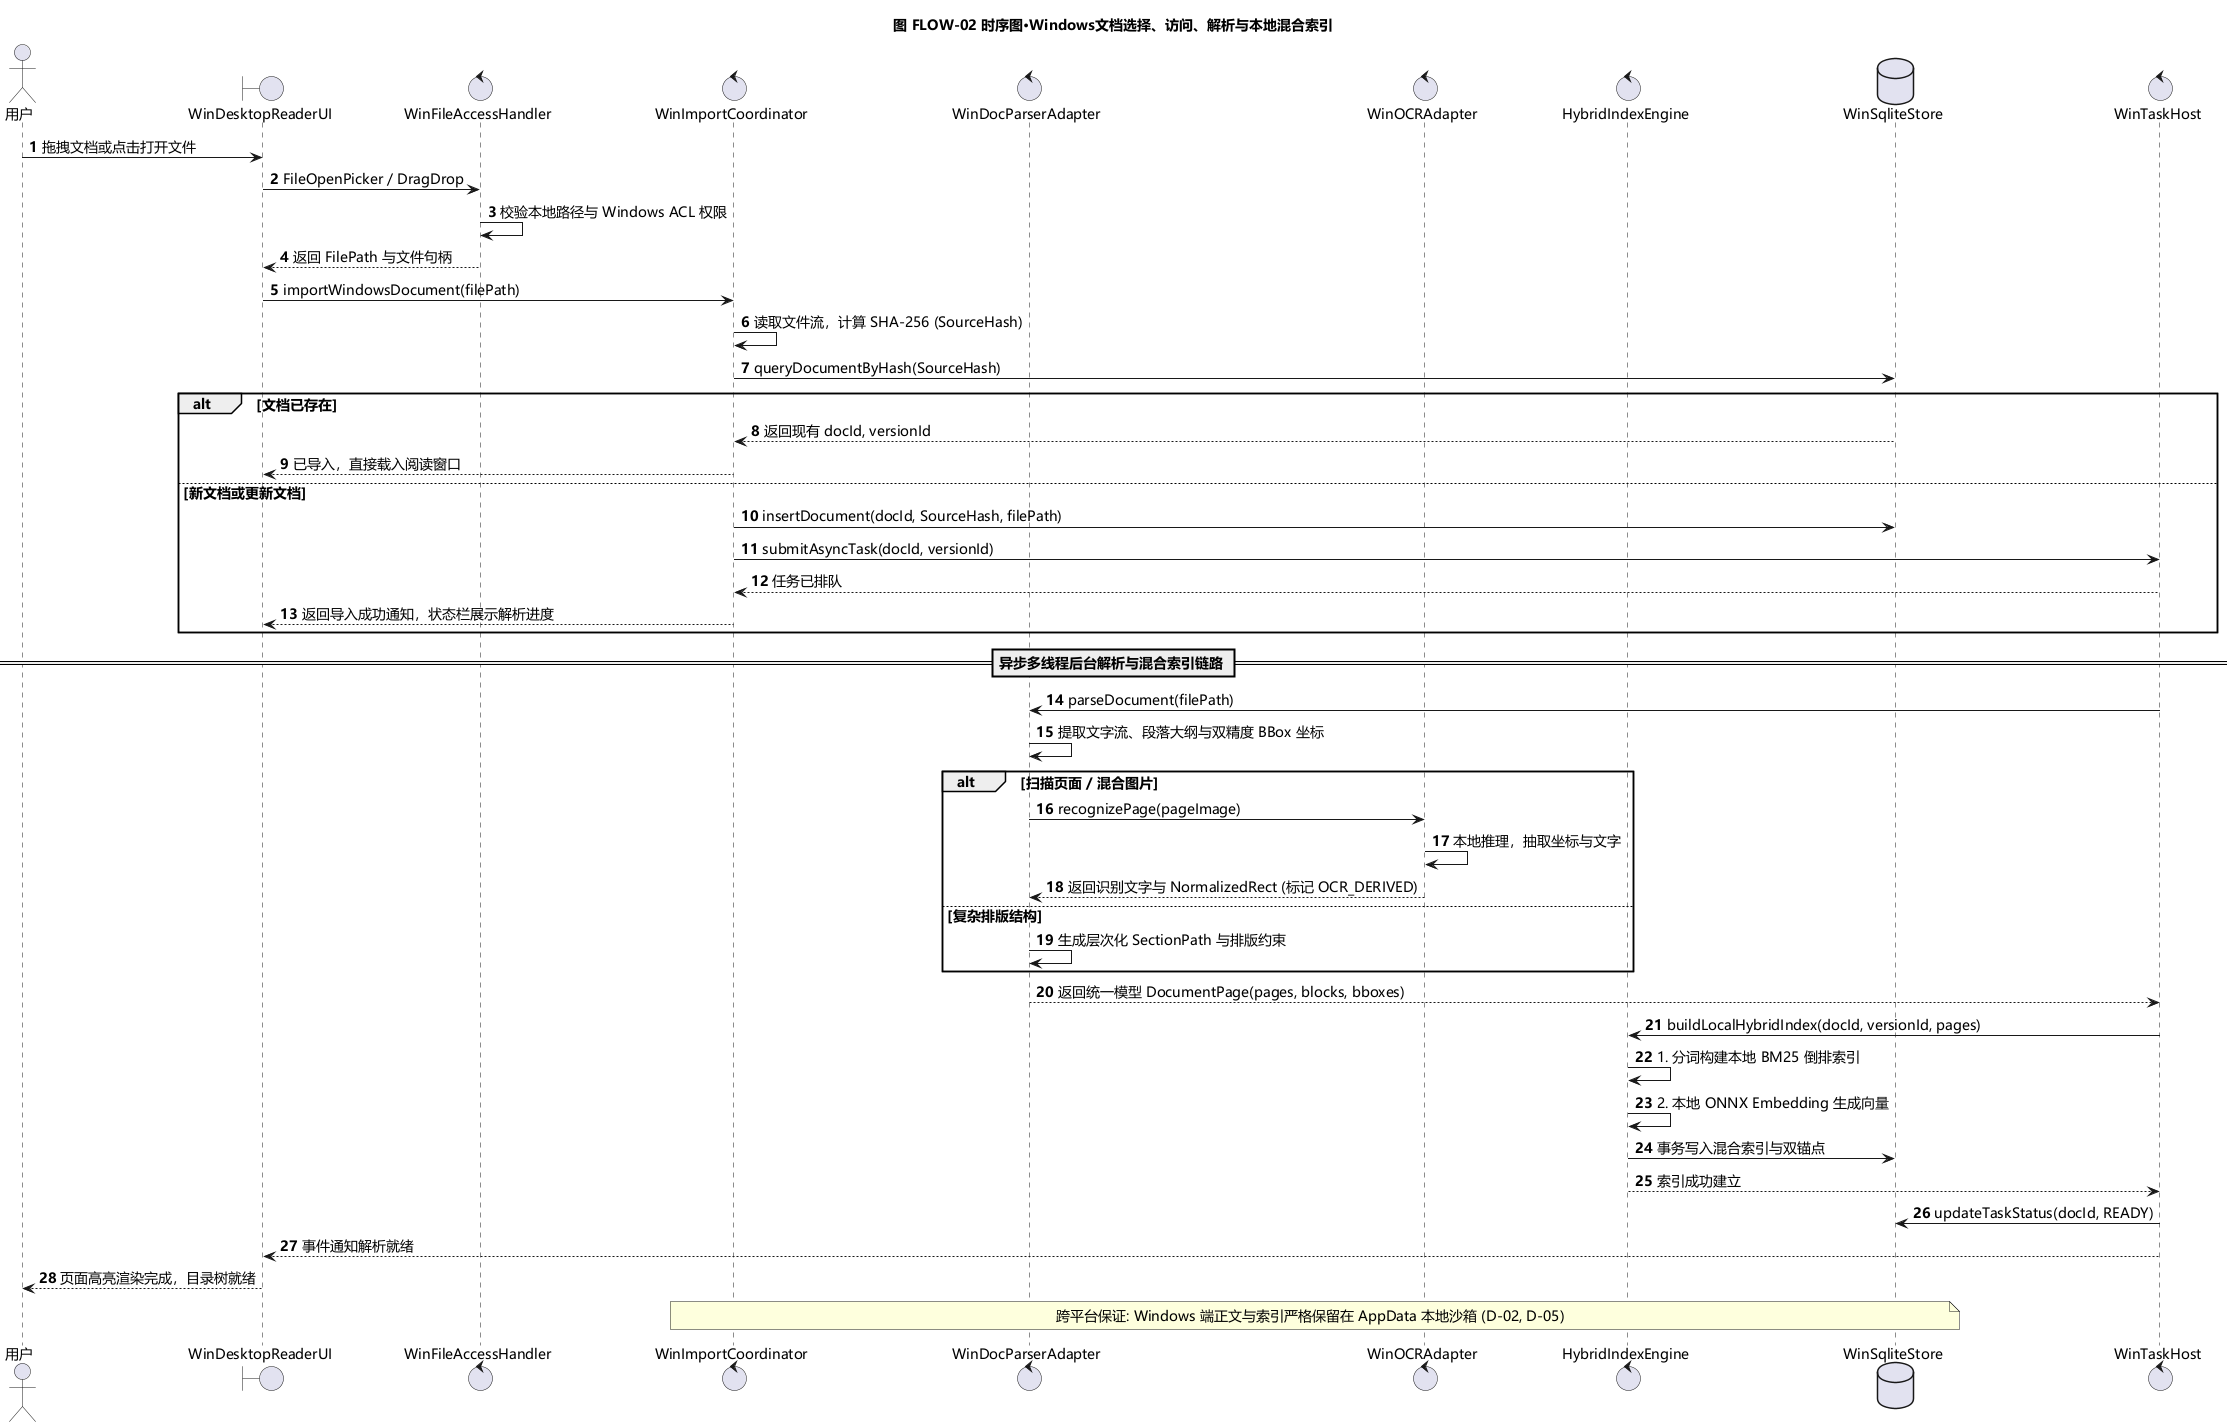 图 FLOW-02 时序图•Windows文档选择、访问、解析与本地混合索引
用户
WinDesktopReaderUI
WinFileAccessHandler
WinImportCoordinator
WinDocParserAdapter
WinOCRAdapter
HybridIndexEngine
WinSqliteStore
WinTaskHost
1 拖拽文档或点击打开文件
2 FileOpenPicker / DragDrop
3 校验本地路径与 Windows ACL 权限
4 返回 FilePath 与文件句柄
5 importWindowsDocument(filePath)
6 读取文件流，计算 SHA-256 (SourceHash)
7 queryDocumentByHash(SourceHash)
alt [文档已存在]
8 返回现有 docId, versionId
9 已导入，直接载入阅读窗口
[新文档或更新文档]
10 insertDocument(docId, SourceHash, filePath)
11 submitAsyncTask(docId, versionId)
12 任务已排队
13 返回导入成功通知，状态栏展示解析进度
异步多线程后台解析与混合索引链路
14 parseDocument(filePath)
15 提取文字流、段落大纲与双精度 BBox 坐标
alt [扫描页面 / 混合图片]
16 recognizePage(pageImage)
17 本地推理，抽取坐标与文字
18 返回识别文字与 NormalizedRect (标记 OCR_DERIVED)
[复杂排版结构]
19 生成层次化 SectionPath 与排版约束
20 返回统一模型 DocumentPage(pages, blocks, bboxes)
21 buildLocalHybridIndex(docId, versionId, pages)
22 1. 分词构建本地 BM25 倒排索引
23 2. 本地 ONNX Embedding 生成向量
24 事务写入混合索引与双锚点
25 索引成功建立
26 updateTaskStatus(docId, READY)
27 事件通知解析就绪
28 页面高亮渲染完成，目录树就绪
跨平台保证: Windows 端正文与索引严格保留在 AppData 本地沙箱 (D-02, D-05)
用户
WinDesktopReaderUI
WinFileAccessHandler
WinImportCoordinator
WinDocParserAdapter
WinOCRAdapter
HybridIndexEngine
WinSqliteStore
WinTaskHost